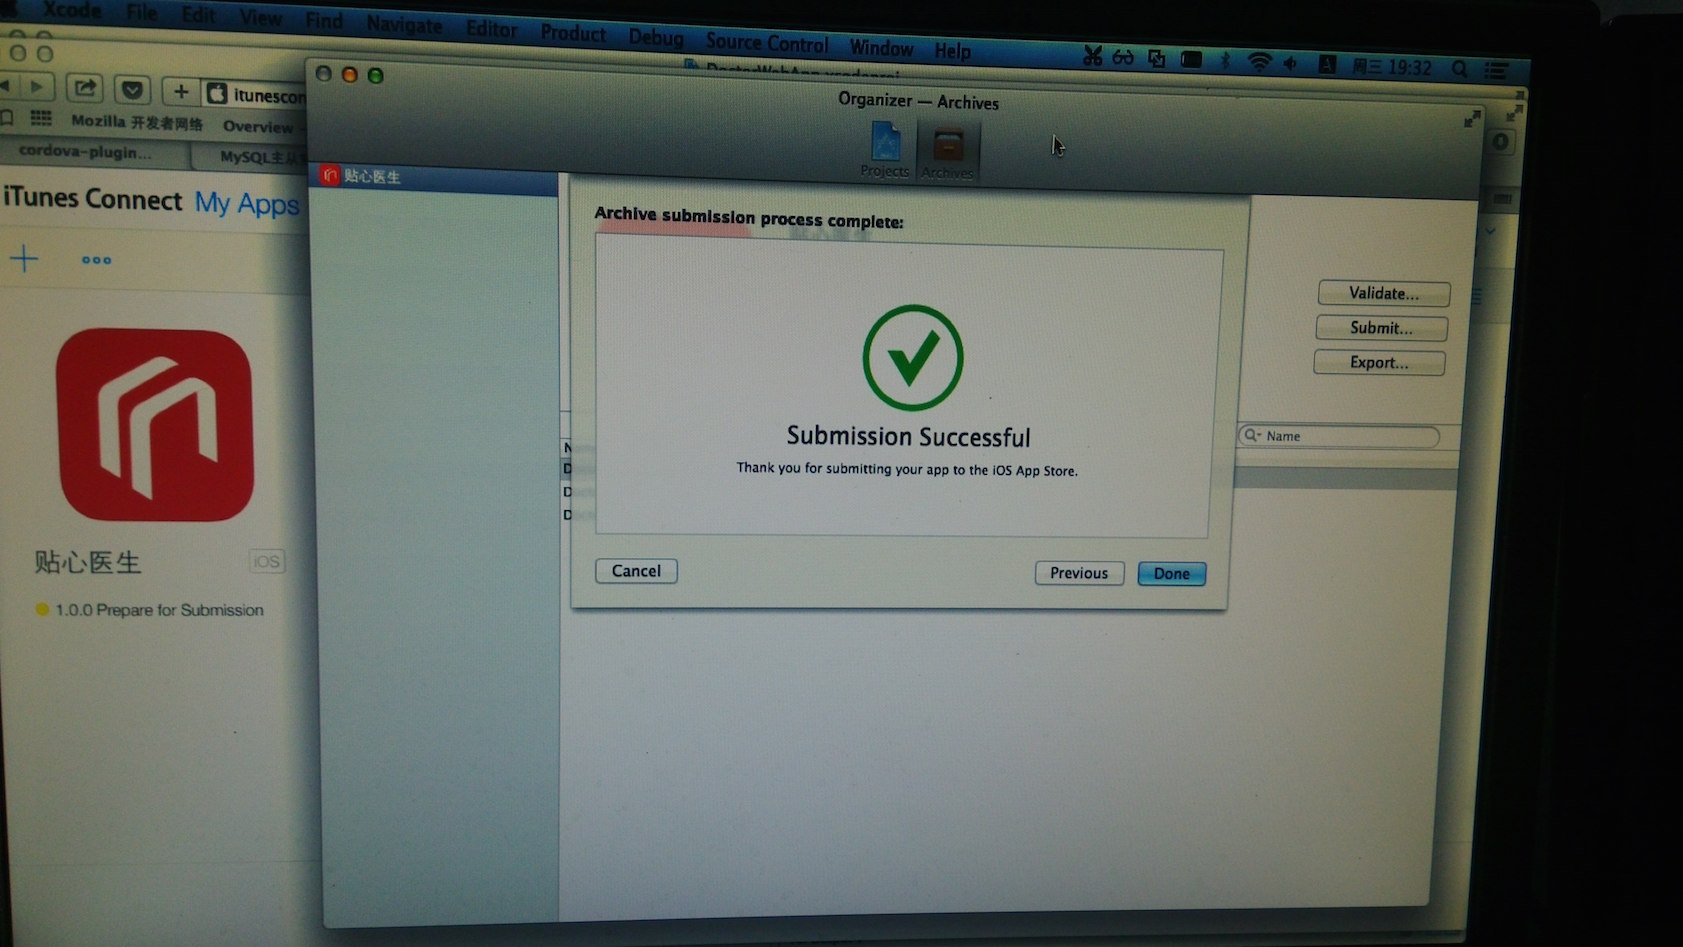 Xcode File Edit View Find Navigate Editor Product Debug Source Control Window Help
周三 19:32
Organizer — Archives
Projects Archives
Mozilla 开发者网络 Overview
cordova-plugin... MySQL主从
iTunes Connect My Apps
贴心医生
Archive submission process complete:
Submission Successful
Thank you for submitting your app to the iOS App Store.
Cancel
Previous
Done
Validate...
Submit...
Export...
Name
贴心医生
iOS
1.0.0 Prepare for Submission